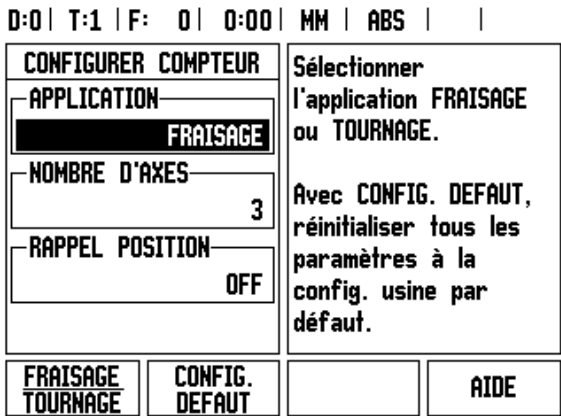 D:0 | T:1 | F: 0 | 0:00 | MM | ABS | |
CONFIGURER COMPTEUR
APPLICATION
FRAISAGE
NOMBRE D'AXES
3
RAPPEL POSITION
OFF
Sélectionner
l'application FRAISAGE
ou TOURNAGE.
Avec CONFIG. DEFAUT,
réinitialiser tous les
paramètres à la
config. usine par
défaut.
FRAISAGE
TOURNAGE
CONFIG.
DEFAUT
AIDE